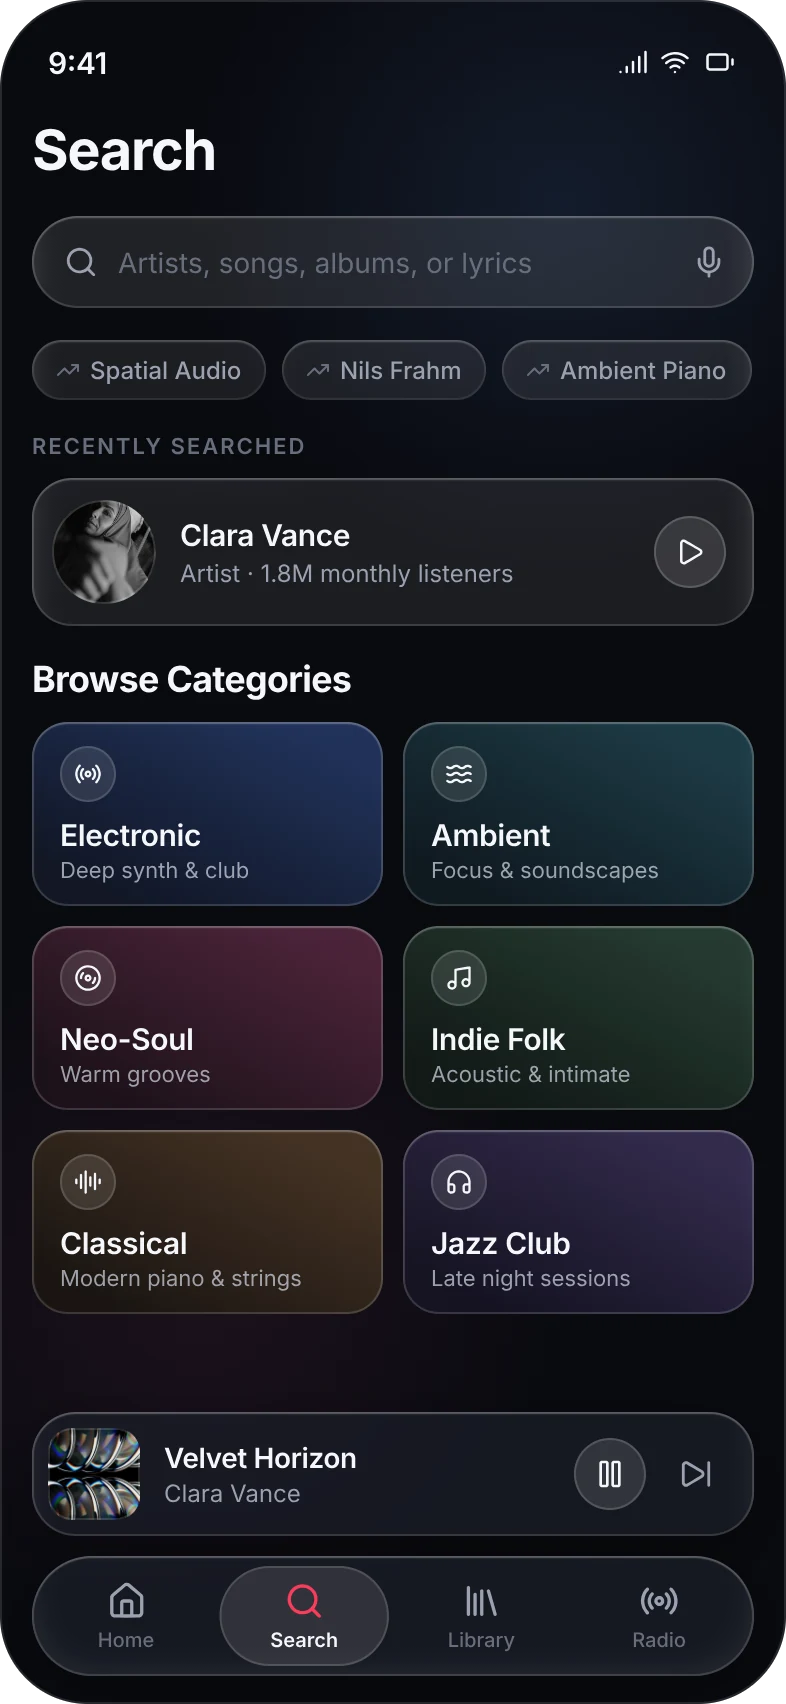 9:41
Search
Artists, songs, albums, or lyrics
Spatial Audio
Nils Frahm
Ambient Piano
RECENTLY SEARCHED
Clara Vance
Artist · 1.8M monthly listeners
Browse Categories
Electronic
Deep synth & club
Ambient
Focus & soundscapes
Neo-Soul
Warm grooves
Indie Folk
Acoustic & intimate
Classical
Modern piano & strings
Jazz Club
Late night sessions
Velvet Horizon
Clara Vance
Home
Search
Library
Radio